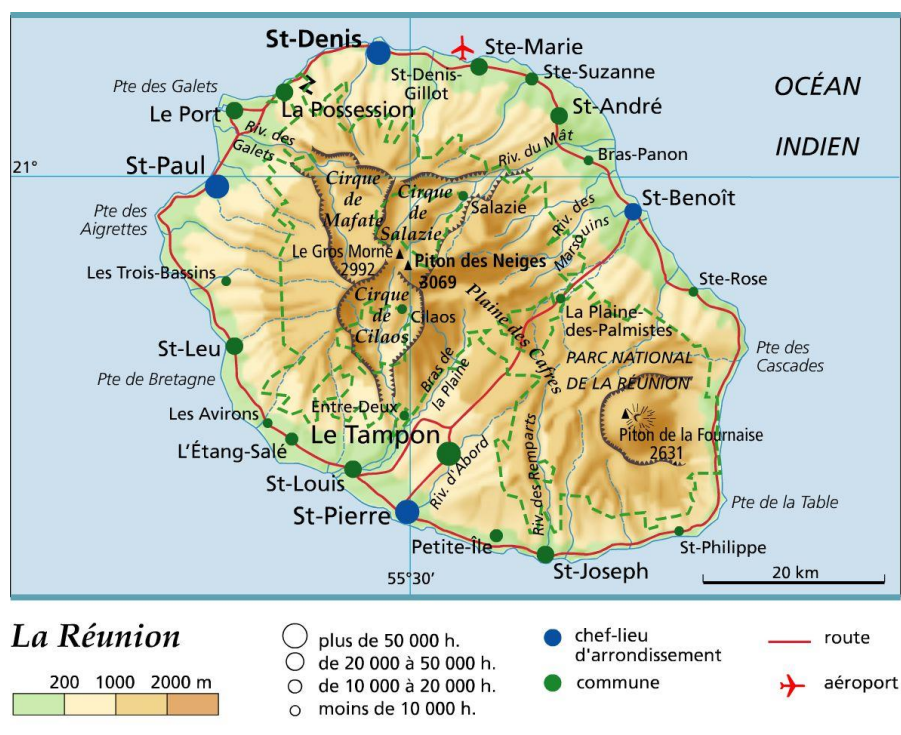 St-Denis
Ste-Marie
St-Denis-
Gillot
Ste-Suzanne
OCÉAN
INDIEN
Pte des Galets
Le Port
La Possession
St-André
Riv. des
Galets
Riv. du Mât
Bras-Panon
21°
St-Paul
Cirque
de
Mafate
Cirque
de
Salazie
Salazie
St-Benoît
Pte des
Aigrettes
Riv. des
Marsouins
Le Gros Morne
2992
Piton des Neiges
3069
Les Trois-Bassins
Ste-Rose
Cirque
de
Cilaos
Cilaos
Plaine des Cafres
La Plaine-
des-Palmistes
St-Leu
Pte des
Cascades
PARC NATIONAL
DE LA RÉUNION
Pte de Bretagne
Bras de
la Plaine
Les Avirons
Entre-Deux
Le Tampon
Piton de la Fournaise
2631
L'Étang-Salé
St-Louis
Riv. d'Abord
Riv. des Remparts
Pte de la Table
St-Pierre
Petite-Île
St-Philippe
St-Joseph
55°30'
20 km
La Réunion
200 1000 2000 m
plus de 50 000 h.
de 20 000 à 50 000 h.
de 10 000 à 20 000 h.
moins de 10 000 h.
chef-lieu
d'arrondissement
commune
route
aéroport